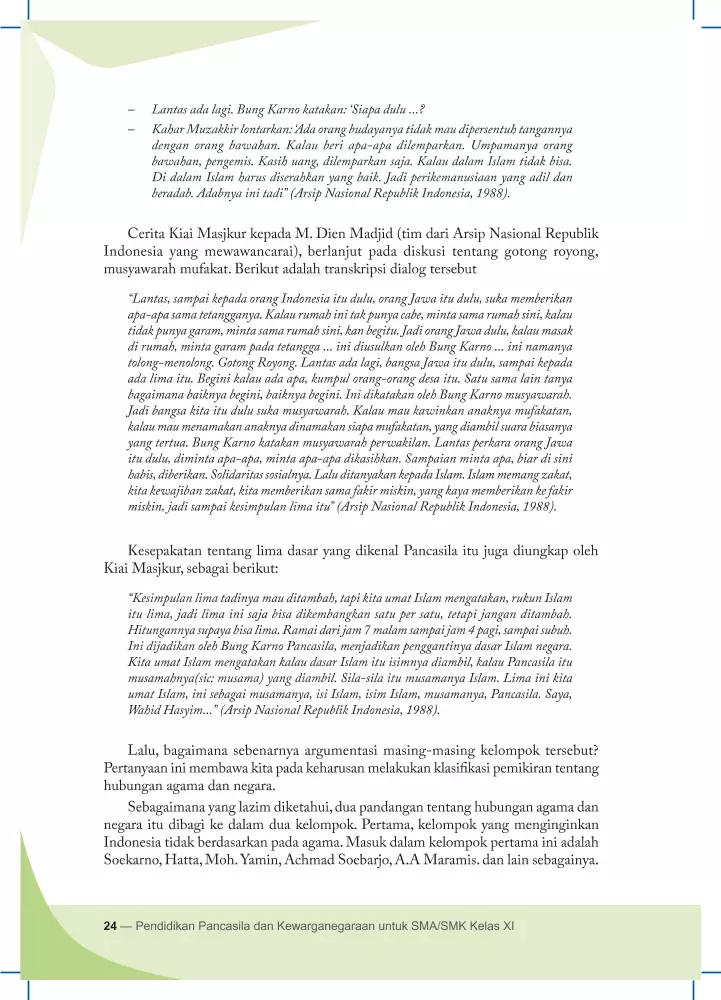 – Lantas ada lagi. Bung Karno katakan: ‘Siapa dulu ...?
– Kahar Muzakkir lontarkan: ‘Ada orang budayanya tidak mau dipersentuh tangannya
dengan orang bawahan. Kalau beri apa-apa dilemparkan. Umpamanya orang
bawahan, pengemis. Kasih uang, dilemparkan saja. Kalau dalam Islam tidak bisa.
Di dalam Islam harus diserahkan yang baik. Jadi perikemanusiaan yang adil dan
beradab. Adabnya ini tadi” (Arsip Nasional Republik Indonesia, 1988).
Cerita Kiai Masjkur kepada M. Dien Madjid (tim dari Arsip Nasional Republik
Indonesia yang mewawancarai), berlanjut pada diskusi tentang gotong royong,
musyawarah mufakat. Berikut adalah transkripsi dialog tersebut
“Lantas, sampai kepada orang Indonesia itu dulu, orang Jawa itu dulu, suka memberikan
apa-apa sama tetangganya. Kalau rumah ini tak punya cabe, minta sama rumah sini, kalau
tidak punya garam, minta sama rumah sini, kan begitu. Jadi orang Jawa dulu, kalau masak
di rumah, minta garam pada tetangga ... ini diusulkan oleh Bung Karno ... ini namanya
tolong-menolong. Gotong Royong. Lantas ada lagi, bangsa Jawa itu dulu, sampai kepada
ada lima itu. Begini kalau ada apa, kumpul orang-orang desa itu. Satu sama lain tanya
bagaimana baiknya begini, baiknya begini. Ini dikatakan oleh Bung Karno musyawarah.
Jadi bangsa kita itu dulu suka musyawarah. Kalau mau kawinkan anaknya mufakatan,
kalau mau menamakan anaknya dinamakan siapa mufakatan, yang diambil suara biasanya
yang tertua. Bung Karno katakan musyawarah perwakilan. Lantas perkara orang Jawa
itu dulu, diminta apa-apa, minta apa-apa dikasihkan. Sampaian minta apa, biar di sini
habis, diberikan. Solidaritas sosialnya. Lalu ditanyakan kepada Islam. Islam memang zakat,
kita kewajiban zakat, kita memberikan sama fakir miskin, yang kaya memberikan ke fakir
miskin, jadi sampai kesimpulan lima itu” (Arsip Nasional Republik Indonesia, 1988).
Kesepakatan tentang lima dasar yang dikenal Pancasila itu juga diungkap oleh
Kiai Masjkur, sebagai berikut:
“Kesimpulan lima tadinya mau ditambah, tapi kita umat Islam mengatakan, rukun Islam
itu lima, jadi lima ini saja bisa dikembangkan satu per satu, tetapi jangan ditambah.
Hitungannya supaya bisa lima. Ramai dari jam 7 malam sampai jam 4 pagi, sampai subuh.
Ini dijadikan oleh Bung Karno Pancasila, menjadikan penggantinya dasar Islam negara.
Kita umat Islam mengatakan kalau dasar Islam itu isimnya diambil, kalau Pancasila itu
musamahnya(sic: musama) yang diambil. Sila-sila itu musamanya Islam. Lima ini kita
umat Islam, ini sebagai musamanya, isi Islam, isim Islam, musamanya, Pancasila. Saya,
Wahid Hasyim...” (Arsip Nasional Republik Indonesia, 1988).
Lalu, bagaimana sebenarnya argumentasi masing-masing kelompok tersebut?
Pertanyaan ini membawa kita pada keharusan melakukan klasifikasi pemikiran tentang
hubungan agama dan negara.
Sebagaimana yang lazim diketahui, dua pandangan tentang hubungan agama dan
negara itu dibagi ke dalam dua kelompok. Pertama, kelompok yang menginginkan
Indonesia tidak berdasarkan pada agama. Masuk dalam kelompok pertama ini adalah
Soekarno, Hatta, Moh. Yamin, Achmad Soebarjo, A.A Maramis. dan lain sebagainya.
24 — Pendidikan Pancasila dan Kewarganegaraan untuk SMA/SMK Kelas XI